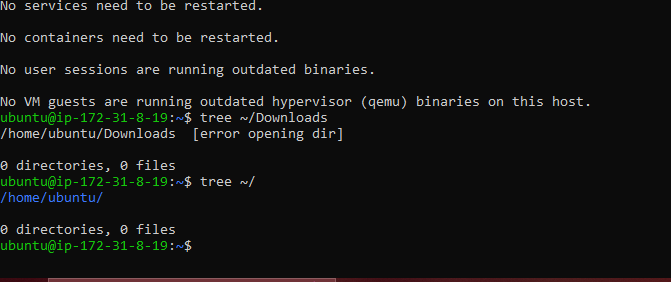 No services need to be restarted.
No containers need to be restarted.
No user sessions are running outdated binaries.
No VM guests are running outdated hypervisor (qemu) binaries on this host.
ubuntu@ip-172-31-8-19:~$ tree ~/Downloads
/home/ubuntu/Downloads  [error opening dir]
0 directories, 0 files
ubuntu@ip-172-31-8-19:~$ tree ~/
/home/ubuntu/
0 directories, 0 files
ubuntu@ip-172-31-8-19:~$